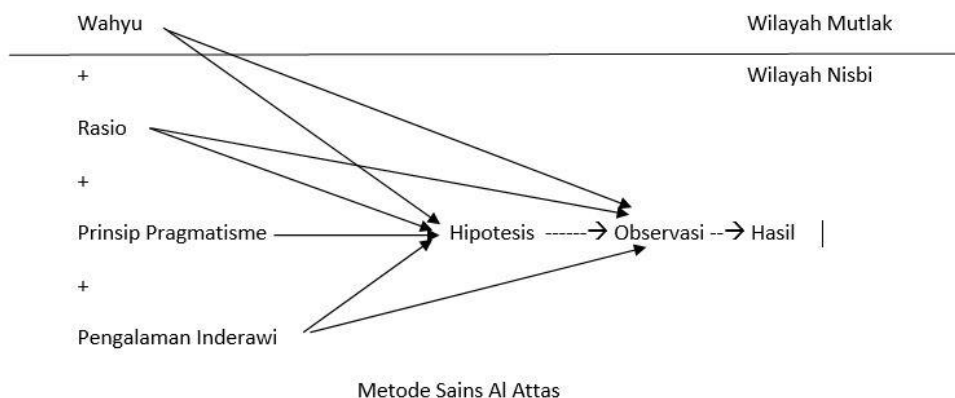 Wahyu Wilayah Mutlak
+ Wilayah Nisbi
Rasio
+
Prinsip Pragmatisme Hipotesis ------→ Observasi --→ Hasil |
+
Pengalaman Inderawi
Metode Sains Al Attas